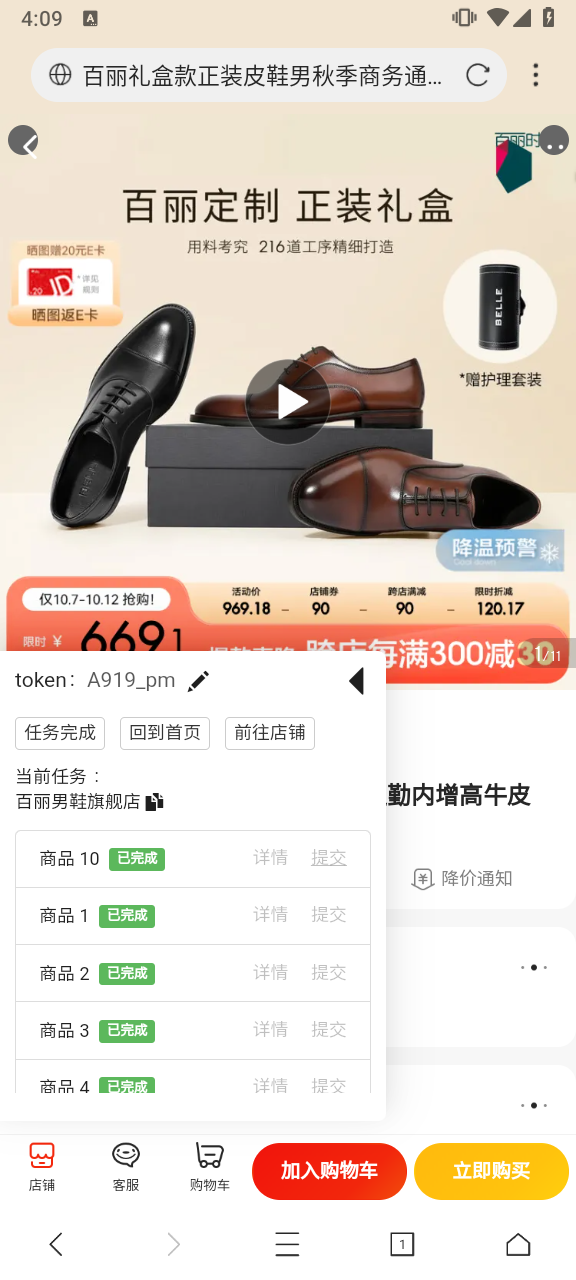 4:09
A
百丽礼盒款正装皮鞋男秋季商务通...
百丽时
百丽定制 正装礼盒
用料考究 216道工序精细打造
晒图赠20元E卡
20
JD
*详见
规则
晒图返E卡
BELLE
*赠护理套装
降温预警
仅10.7-10.12 抢购!
限时 ¥
669.1
活动价
969.18
店铺券
90
跨店满减
90
限时折减
120.17
跨店每满300减30
1/11
token: A919_pm
任务完成
回到首页
前往店铺
当前任务：
百丽男鞋旗舰店
勤内增高牛皮
降价通知
商品 10 已完成 详情 提交
商品 1 已完成 详情 提交
商品 2 已完成 详情 提交
商品 3 已完成 详情 提交
商品 4 已完成 详情 提交
店铺
客服
购物车
加入购物车
立即购买
1